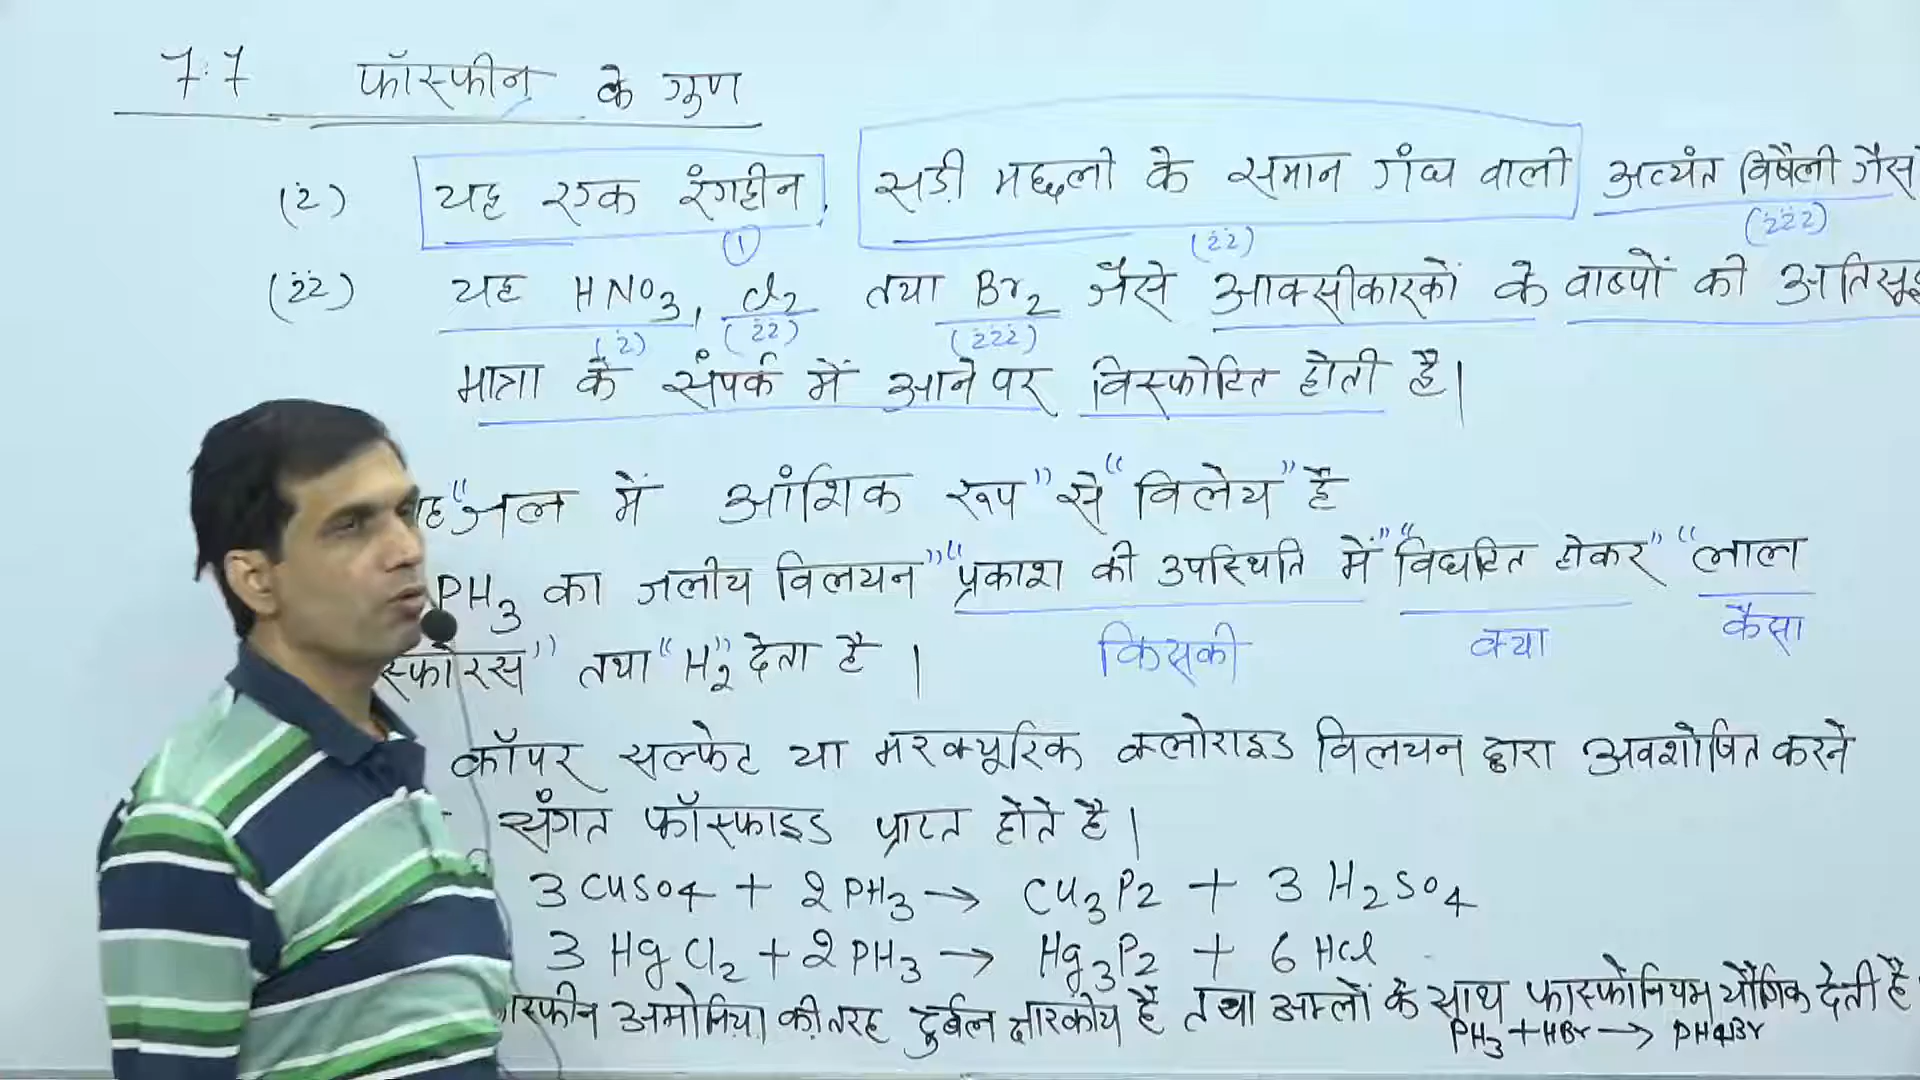 7.7 फॉस्फीन के गुण
(i) यह एक रंगहीन, सड़ी मछली के समान गंध वाली अत्यंत विषैली गैस
(1) (ii) (iii)
(ii) यह HNO3, Cl2 तथा Br2 जैसे आक्सीकारकों के वाष्पों की
(i) (ii) (iii)
मात्रा के संपर्क में आने पर विस्फोटित होती है।
"जल में आंशिक रूप" से "विलेय" है
PH3 का जलीय विलयन" "प्रकाश की उपस्थिति में" "विघटित होकर" "लाल
किसकी क्या कैसा
स्फोरस" तथा "H2" देता है।
कॉपर सल्फेट या मरक्यूरिक क्लोराइड विलयन द्वारा अवशोषित करने
संगत फॉस्फाइड प्राप्त होते है।
3 CuSO4 + 2 PH3 → Cu3P2 + 3 H2SO4
3 HgCl2 + 2 PH3 → Hg3P2 + 6 HCl
स्फीन अमोनिया की तरह दुर्बल क्षारकीय है तथा अम्लों के साथ फास्फोनियम यौगिक देती है
PH3 + HBr → PH4Br